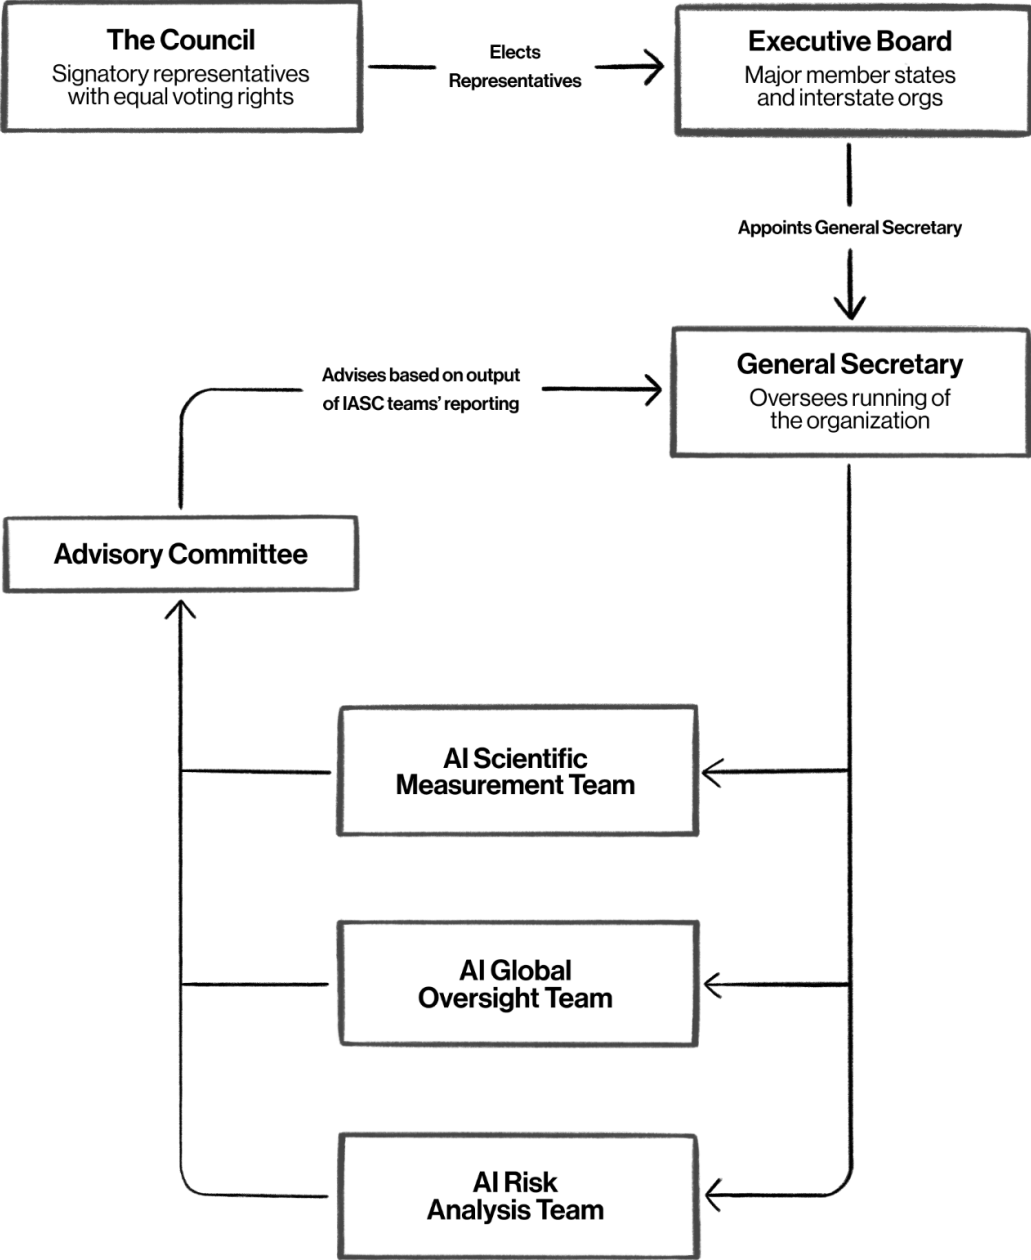 The Council
Signatory representatives
with equal voting rights
Elects
Representatives
Executive Board
Major member states
and interstate orgs
Appoints General Secretary
General Secretary
Oversees running of
the organization
Advises based on output
of IASC teams’ reporting
Advisory Committee
AI Scientific
Measurement Team
AI Global
Oversight Team
AI Risk
Analysis Team